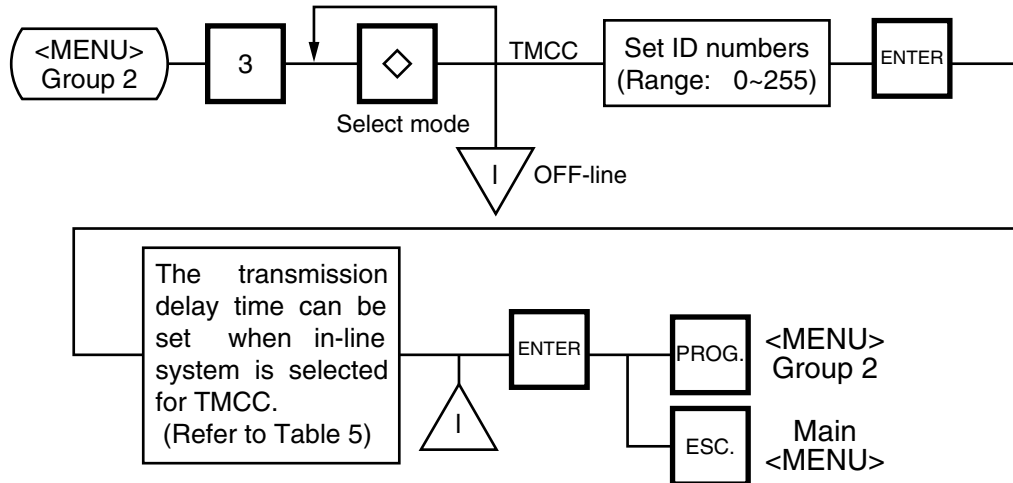 <MENU>
Group 2
3
◇
Select mode
TMCC
I
OFF-line
Set ID numbers
(Range: 0~255)
ENTER
The transmission
delay time can be
set when in-line
system is selected
for TMCC.
(Refer to Table 5)
I
ENTER
PROG.
<MENU>
Group 2
ESC.
Main
<MENU>